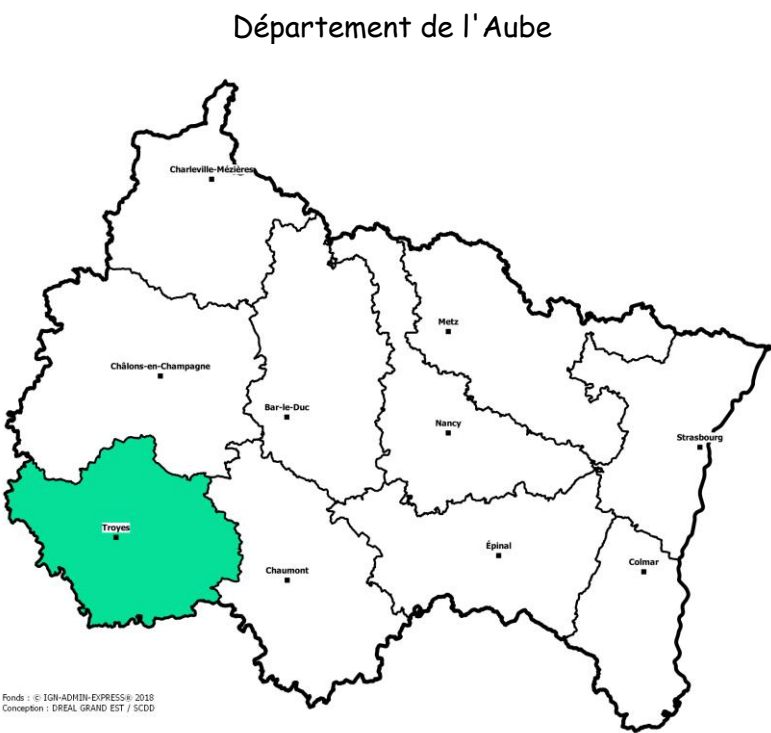 Département de l'Aube
Charleville-Mézières
Metz
Châlons-en-Champagne
Bar-le-Duc
Nancy
Strasbourg
Troyes
Épinal
Chaumont
Colmar
Fonds : © IGN-ADMIN-EXPRESS® 2018
Conception : DREAL GRAND EST / SCDD